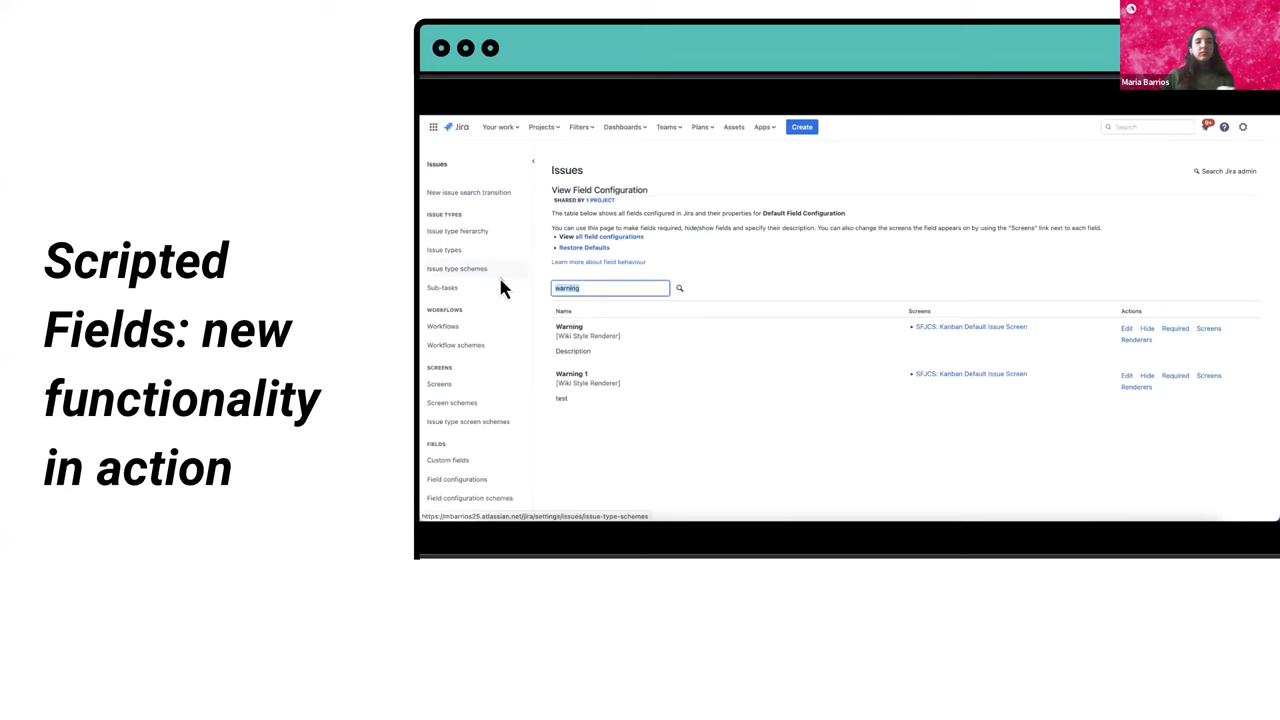 Scripted
Fields: new
functionality
in action
Maria Barrios
Jira
Your work
Projects
Filters
Dashboards
Teams
Plans
Assets
Apps
Create
Search
9+
Issues
New issue search transition
ISSUE TYPES
Issue type hierarchy
Issue types
Issue type schemes
Sub-tasks
WORKFLOWS
Workflows
Workflow schemes
SCREENS
Screens
Screen schemes
Issue type screen schemes
FIELDS
Custom fields
Field configurations
Field configuration schemes
https://mbarrios25.atlassian.net/jira/settings/issues/issue-type-schemes
Issues
Search Jira admin
View Field Configuration
SHARED BY 1 PROJECT
The table below shows all fields configured in Jira and their properties for Default Field Configuration.
You can use this page to make fields required, hide/show fields and specify their description. You can also change the screens the field appears on by using the "Screens" link next to each field.
• View all field configurations
• Restore Defaults
Learn more about field behaviour
warning
Name Screens Actions
Warning • SFJCS: Kanban Default Issue Screen Edit Hide Required Screens
[Wiki Style Renderer] Renderers
Description
Warning 1 • SFJCS: Kanban Default Issue Screen Edit Hide Required Screens
[Wiki Style Renderer] Renderers
test